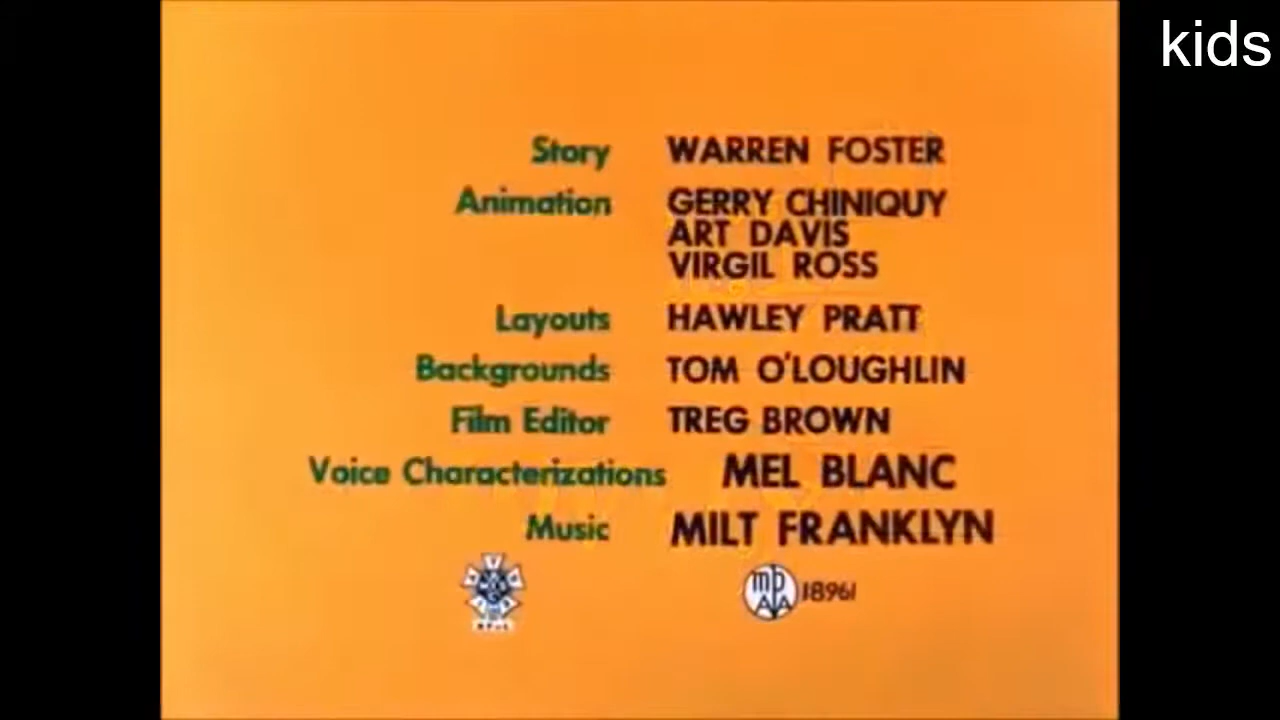 kids
Story WARREN FOSTER
Animation GERRY CHINIQUY
ART DAVIS
VIRGIL ROSS
Layouts HAWLEY PRATT
Backgrounds TOM O'LOUGHLIN
Film Editor TREG BROWN
Voice Characterizations MEL BLANC
Music MILT FRANKLYN
MPAA 18961